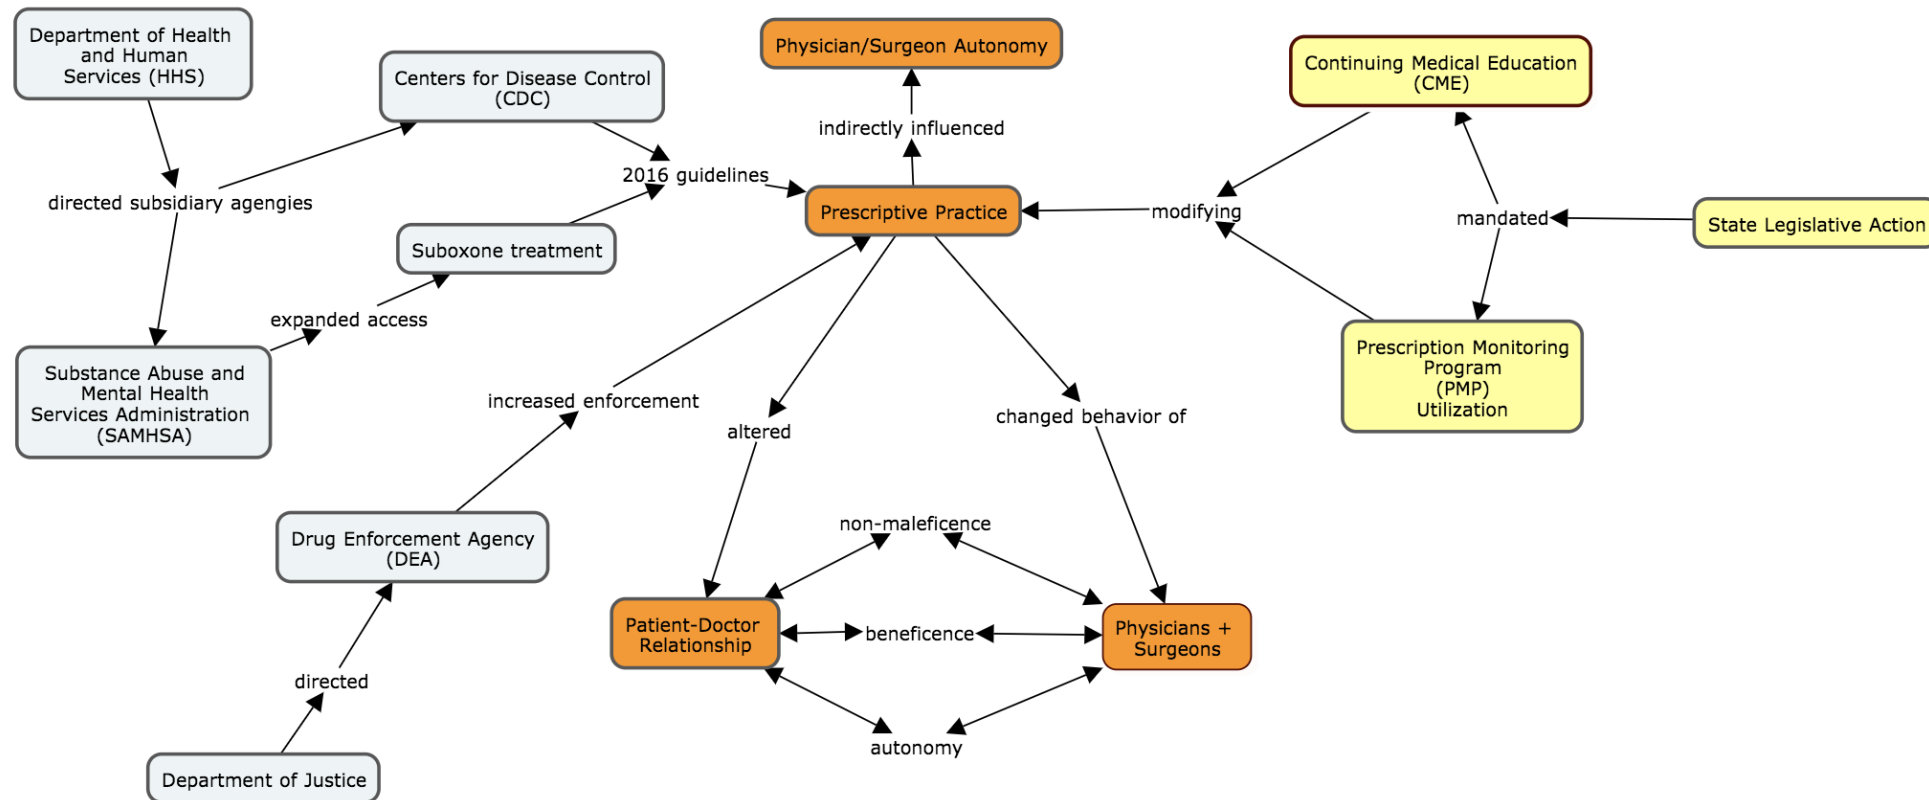 Department of Health
and Human
Services (HHS)
Centers for Disease Control
(CDC)
Physician/Surgeon Autonomy
Continuing Medical Education
(CME)
indirectly influenced
2016 guidelines
directed subsidiary agengies
Prescriptive Practice
modifying
mandated
State Legislative Action
Suboxone treatment
expanded access
Substance Abuse and
Mental Health
Services Administration
(SAMHSA)
Prescription Monitoring
Program
(PMP)
Utilization
increased enforcement
altered
changed behavior of
Drug Enforcement Agency
(DEA)
non-maleficence
Patient-Doctor
Relationship
beneficence
Physicians +
Surgeons
directed
autonomy
Department of Justice